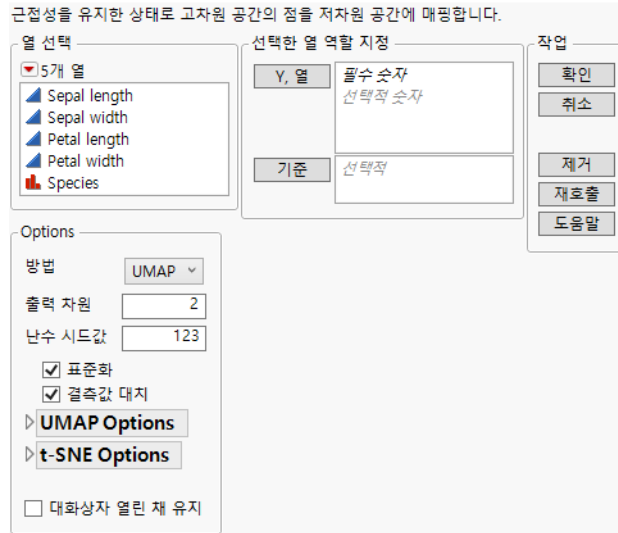 근접성을 유지한 상태로 고차원 공간의 점을 저차원 공간에 매핑합니다.
열 선택
5개 열
Sepal length
Sepal width
Petal length
Petal width
Species
선택한 열 역할 지정
Y, 열
필수 숫자
선택적 숫자
기준
선택적
작업
확인
취소
제거
재호출
도움말
Options
방법
UMAP
출력 차원
2
난수 시드값
123
표준화
결측값 대치
UMAP Options
t-SNE Options
대화상자 열린 채 유지